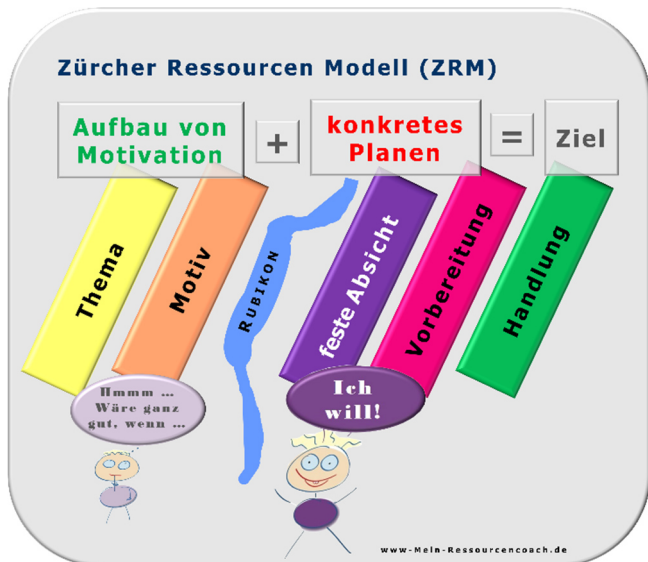 Zürcher Ressourcen Modell (ZRM)
Aufbau von
Motivation
+
konkretes
Planen
=
Ziel
Thema
Motiv
RUBIKON
feste Absicht
Vorbereitung
Handlung
Hmmm ...
Wäre ganz
gut, wenn ...
Ich
will!
www-Mein-Ressourcencoach.de